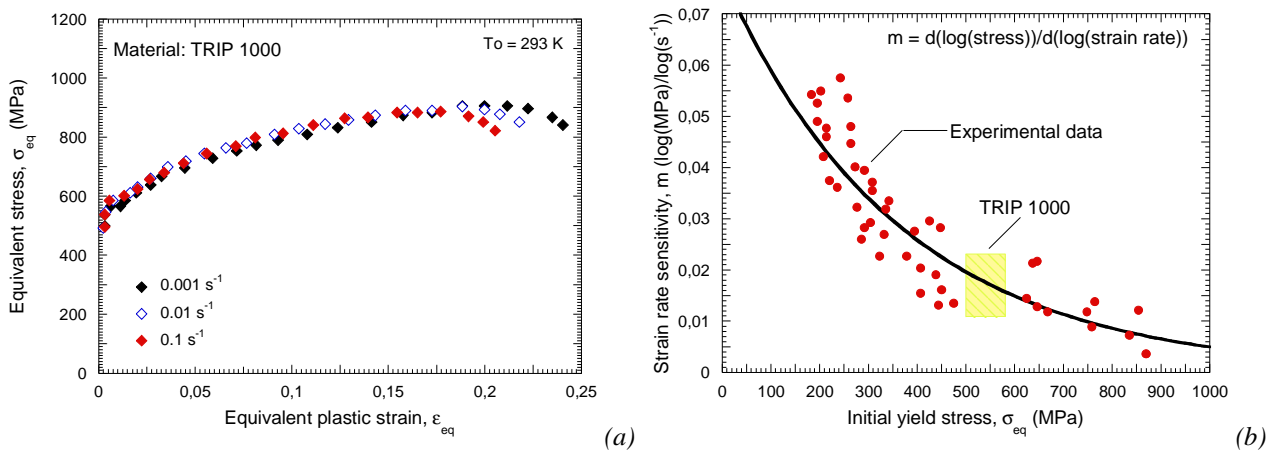 Material: TRIP 1000
To = 293 K
Equivalent stress, σeq (MPa)
1200
1000
800
600
400
200
0
0.001 s-1
0.01 s-1
0.1 s-1
0
0,05
0,1
0,15
0,2
0,25
Equivalent plastic strain, εeq
(a)
Strain rate sensitivity, m (log(MPa)/log(s-1))
0,07
0,06
0,05
0,04
0,03
0,02
0,01
0
m = d(log(stress))/d(log(strain rate))
Experimental data
TRIP 1000
0 100 200 300 400 500 600 700 800 900 1000
Initial yield stress, σeq (MPa)
(b)